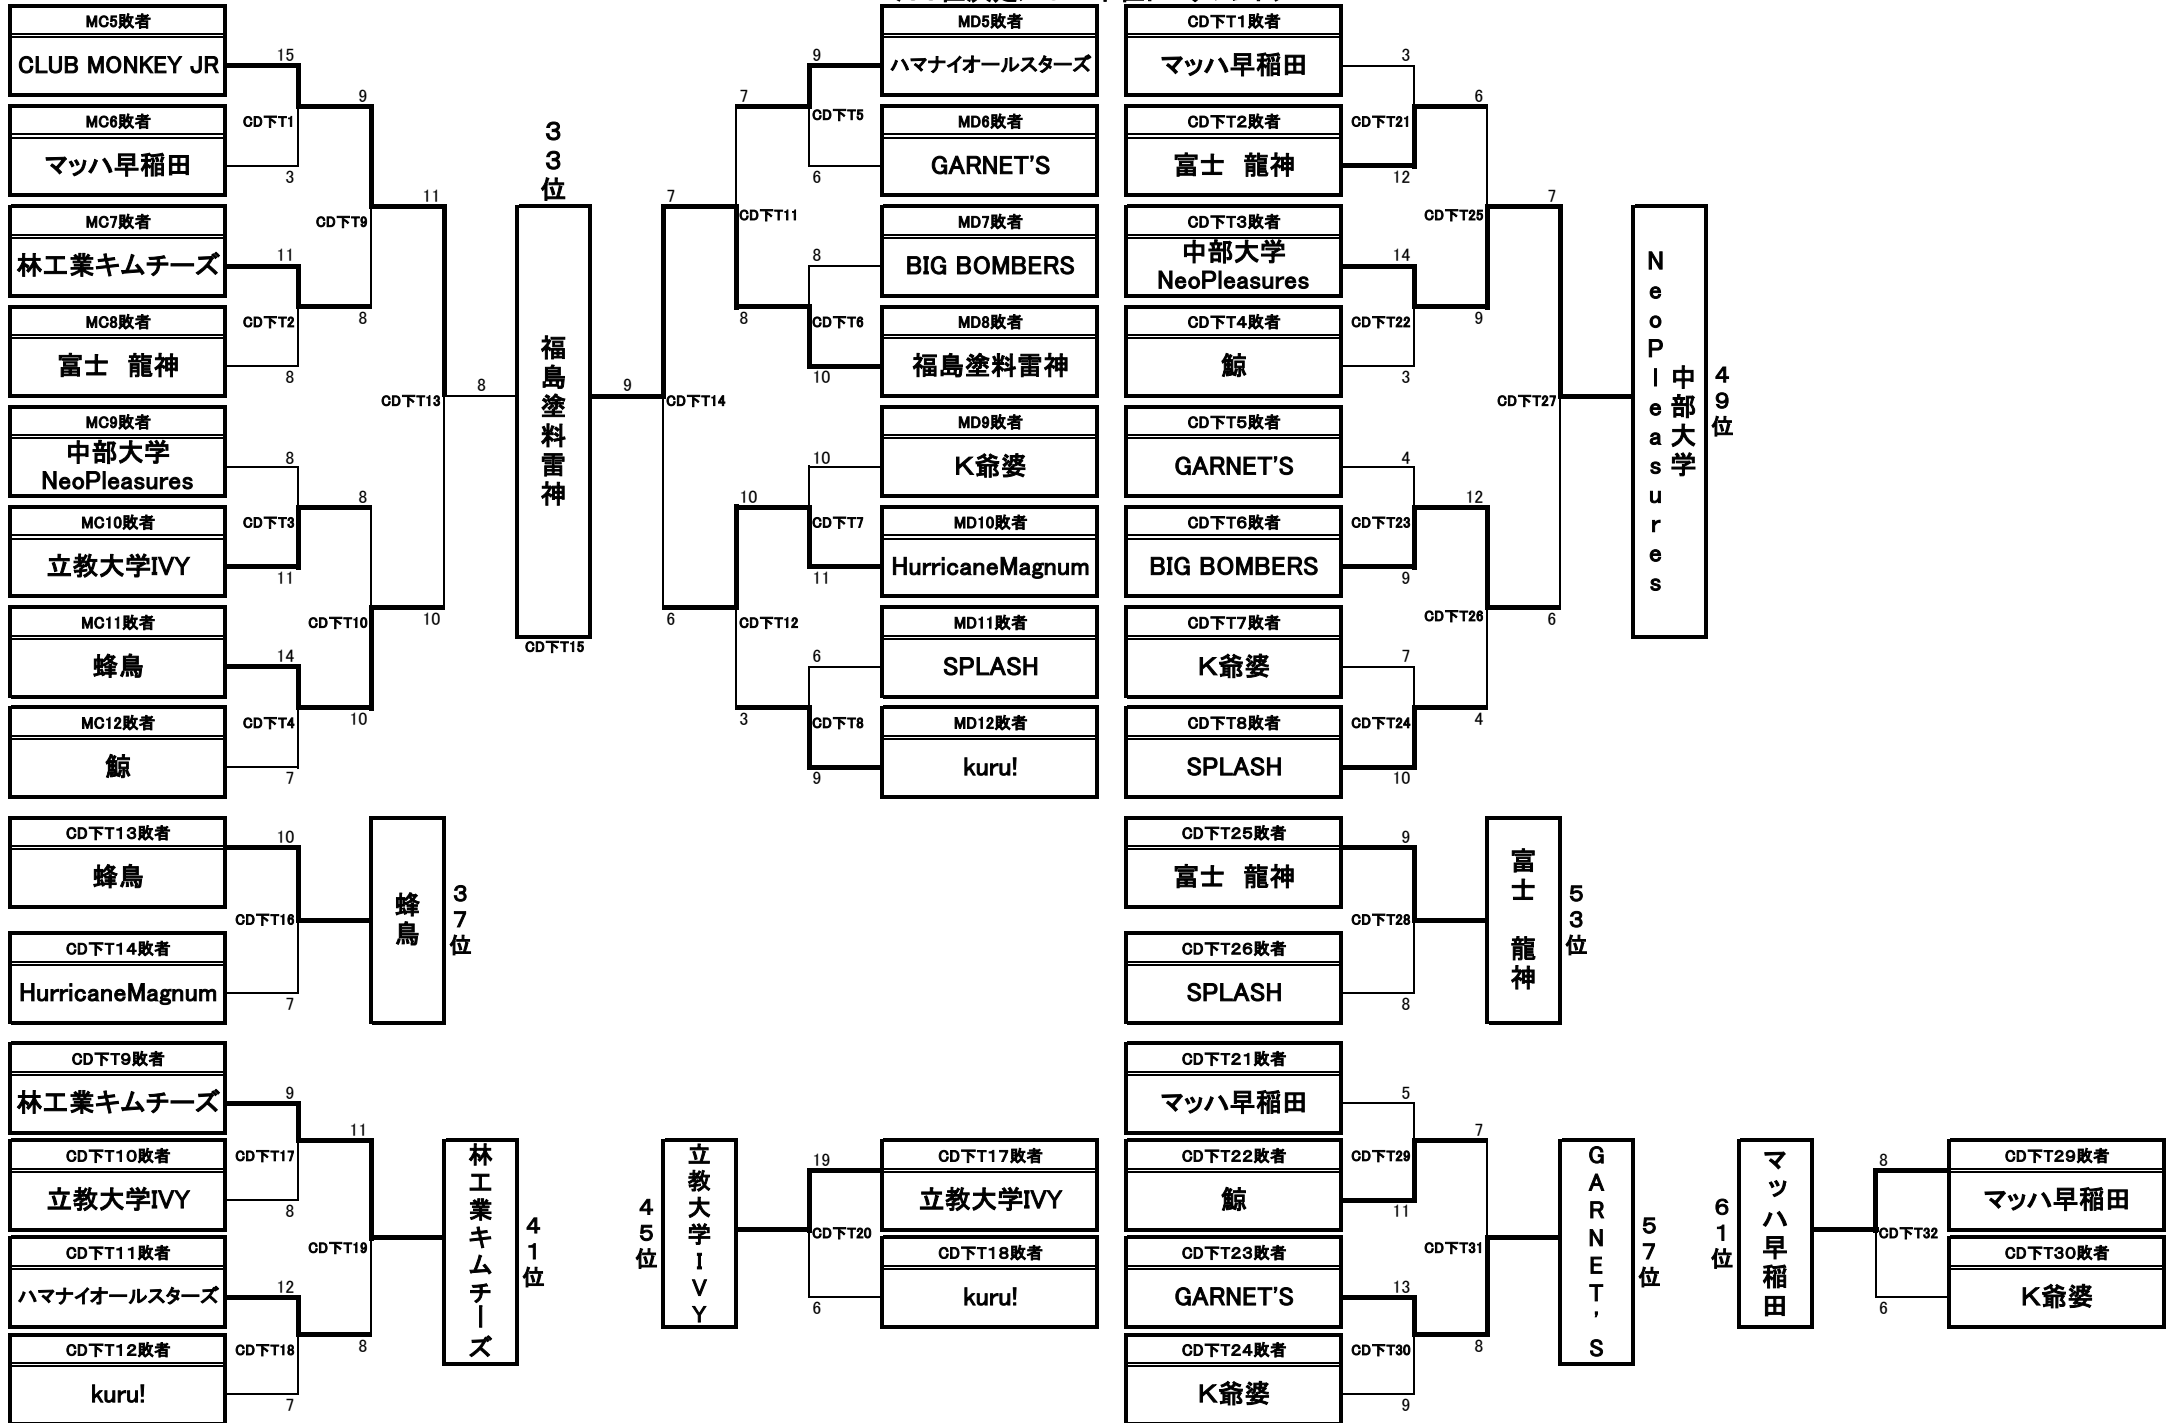 MC5敗者
CLUB MONKEY JR
15
MC6敗者
マッハ早稲田
3
CD下T1
9
MC7敗者
林工業キムチーズ
11
MC8敗者
富士 龍神
8
CD下T2
8
CD下T9
11
MC9敗者
中部大学
NeoPleasures
8
MC10敗者
立教大学IVY
11
CD下T3
8
MC11敗者
蜂鳥
14
MC12敗者
鯨
7
CD下T4
10
CD下T10
10
CD下T13
8
33位
福島塗料雷神
CD下T15
9
CD下T14
7
6
CD下T11
7
8
CD下T12
10
3
MD5敗者
ハマナイオールスターズ
9
CD下T5
MD6敗者
GARNET'S
6
MD7敗者
BIG BOMBERS
8
CD下T6
MD8敗者
福島塗料雷神
10
MD9敗者
K爺婆
10
CD下T7
MD10敗者
HurricaneMagnum
11
MD11敗者
SPLASH
6
CD下T8
MD12敗者
kuru!
9
CD下T1敗者
マッハ早稲田
3
CD下T21
CD下T2敗者
富士 龍神
12
6
CD下T3敗者
中部大学
NeoPleasures
14
CD下T22
CD下T4敗者
鯨
3
9
CD下T25
7
CD下T5敗者
GARNET'S
4
CD下T23
CD下T6敗者
BIG BOMBERS
9
12
CD下T7敗者
K爺婆
7
CD下T24
CD下T8敗者
SPLASH
10
4
CD下T26
6
CD下T27
中部大学
NeoPleasures
49位
CD下T13敗者
蜂鳥
10
CD下T16
CD下T14敗者
HurricaneMagnum
7
蜂鳥
37位
CD下T25敗者
富士 龍神
9
CD下T28
CD下T26敗者
SPLASH
8
富士 龍神
53位
CD下T9敗者
林工業キムチーズ
9
CD下T17
CD下T10敗者
立教大学IVY
8
11
CD下T11敗者
ハマナイオールスターズ
12
CD下T18
CD下T12敗者
kuru!
7
8
CD下T19
林工業キムチーズ
41位
45位
立教大学IVY
19
CD下T20
6
CD下T17敗者
立教大学IVY
CD下T18敗者
kuru!
CD下T21敗者
マッハ早稲田
5
CD下T29
CD下T22敗者
鯨
11
7
CD下T23敗者
GARNET'S
13
CD下T30
CD下T24敗者
K爺婆
9
8
CD下T31
GARNET'S
57位
61位
マッハ早稲田
8
CD下T32
6
CD下T29敗者
マッハ早稲田
CD下T30敗者
K爺婆